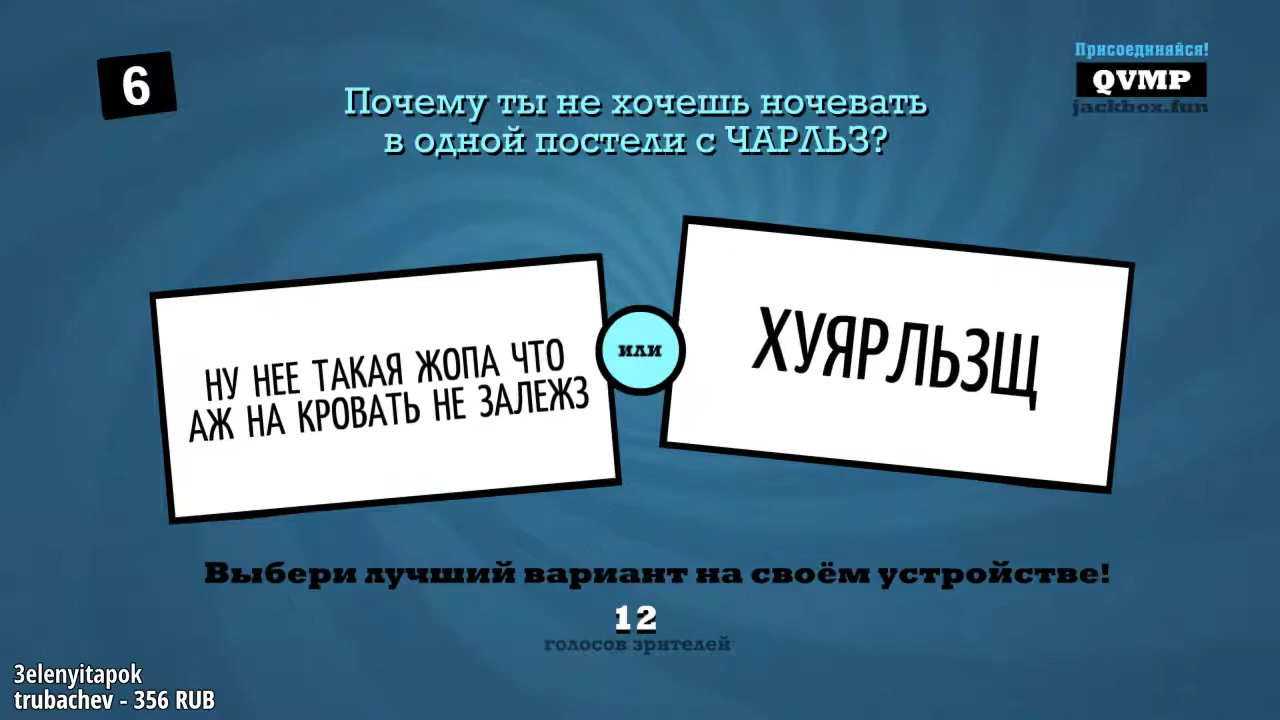 6
Присоединяйся!
QVMP
jackbox.fun
Почему ты не хочешь ночевать
в одной постели с ЧАРЛЬЗ?
НУ НЕЕ ТАКАЯ ЖОПА ЧТО
АЖ НА КРОВАТЬ НЕ ЗАЛЕЖЗ
или
ХУЯРЛЬЗЩ
Выбери лучший вариант на своём устройстве!
12
голосов зрителей
3elenyitapok
trubachev - 356 RUB